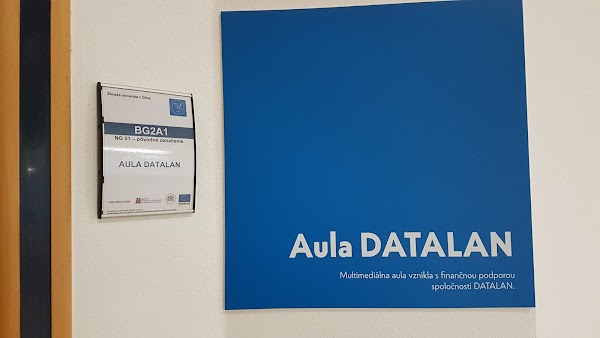 Žilinská univerzita v Žiline
BG2A1
NG 01 – pôvodné označenie
AULA DATALAN
Aula DATALAN
Multimediálna aula vznikla s finančnou podporou
spoločnosti DATALAN.